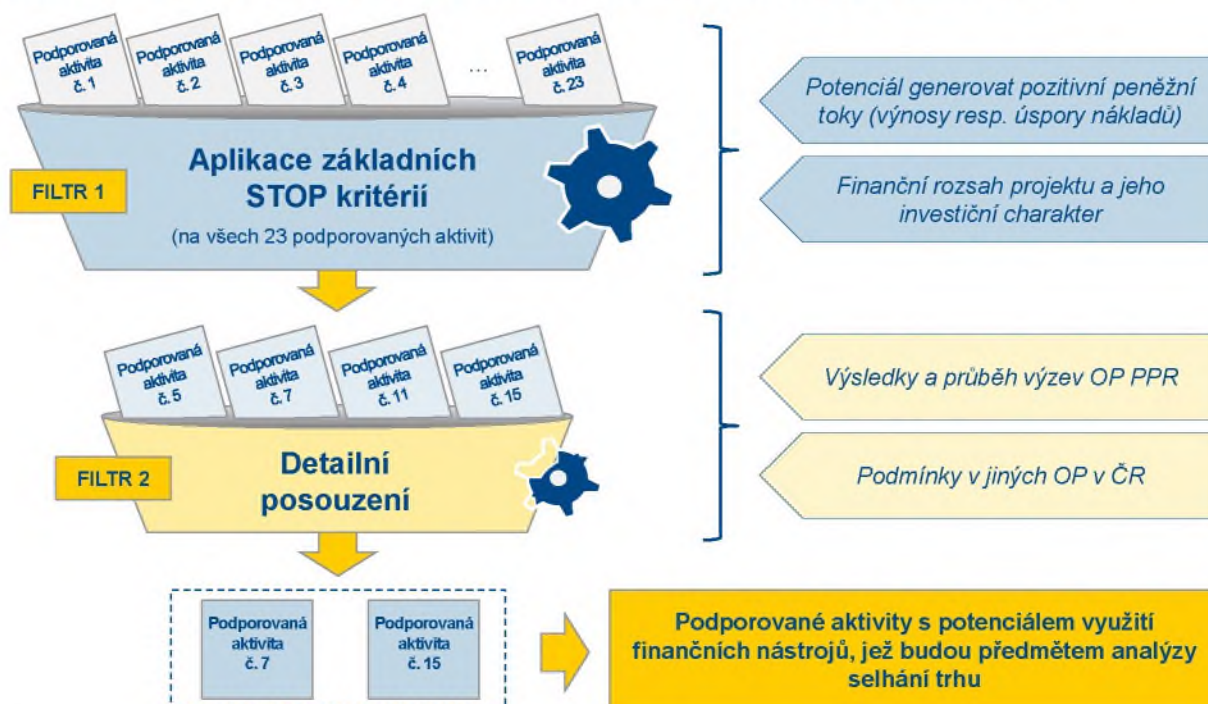 Podporovaná
aktivita
č. 1
Podporovaná
aktivita
č. 2
Podporovaná
aktivita
č. 3
Podporovaná
aktivita
č. 4
...
Podporovaná
aktivita
č. 23
FILTR 1
Aplikace základních
STOP kritérií
(na všech 23 podporovaných aktivit)
Potenciál generovat pozitivní peněžní
toky (výnosy resp. úspory nákladů)
Finanční rozsah projektu a jeho
investiční charakter
Podporovaná
aktivita
č. 5
Podporovaná
aktivita
č. 7
Podporovaná
aktivita
č. 11
Podporovaná
aktivita
č. 15
FILTR 2
Detailní
posouzení
Výsledky a průběh výzev OP PPR
Podmínky v jiných OP v ČR
Podporovaná
aktivita
č. 7
Podporovaná
aktivita
č. 15
Podporované aktivity s potenciálem využití
finančních nástrojů, jež budou předmětem analýzy
selhání trhu